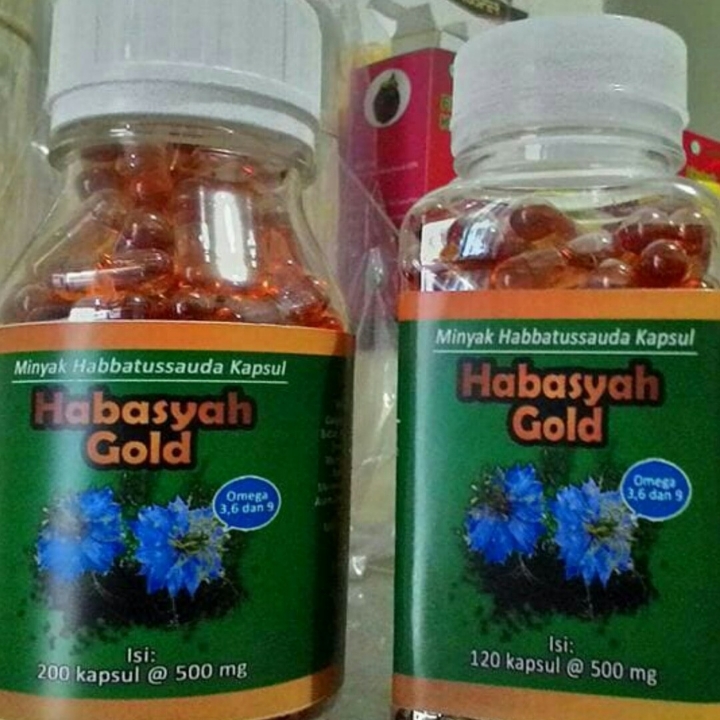 Minyak Habbatussauda Kapsul
Habasyah
Gold
Omega
3,6 dan 9
Isi:
200 kapsul @ 500 mg
Minyak Habbatussauda Kapsul
Habasyah
Gold
Omega
3,6 dan 9
Isi:
120 kapsul @ 500 mg